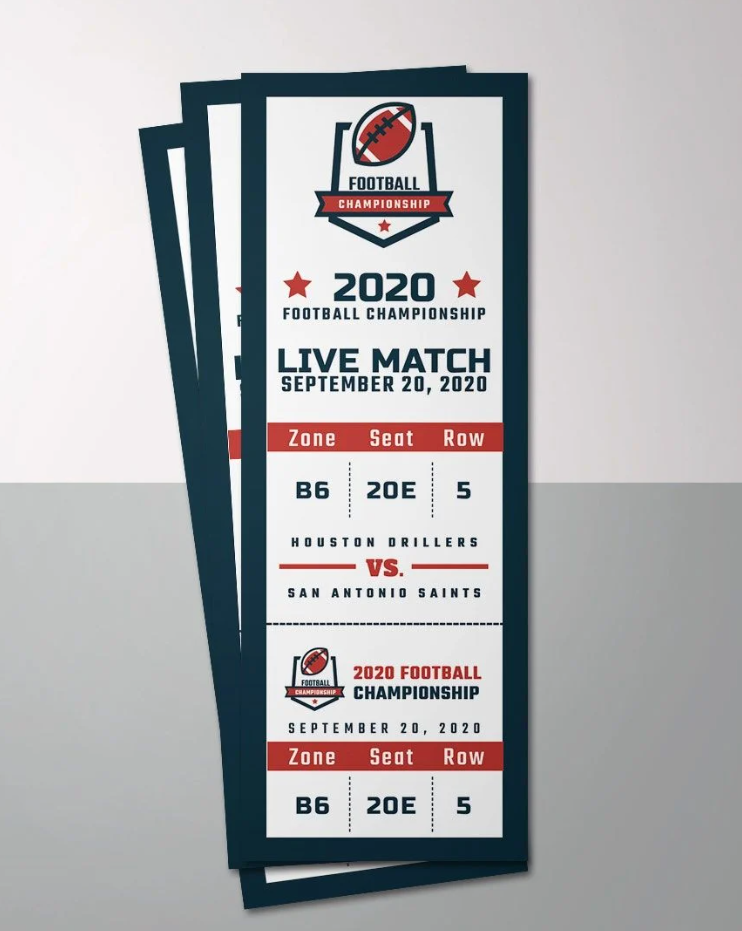 FOOTBALL
CHAMPIONSHIP
2020
FOOTBALL CHAMPIONSHIP
LIVE MATCH
SEPTEMBER 20, 2020
Zone Seat Row
B6 20E 5
HOUSTON DRILLERS
VS.
SAN ANTONIO SAINTS
FOOTBALL
CHAMPIONSHIP
2020 FOOTBALL
CHAMPIONSHIP
SEPTEMBER 20, 2020
Zone Seat Row
B6 20E 5